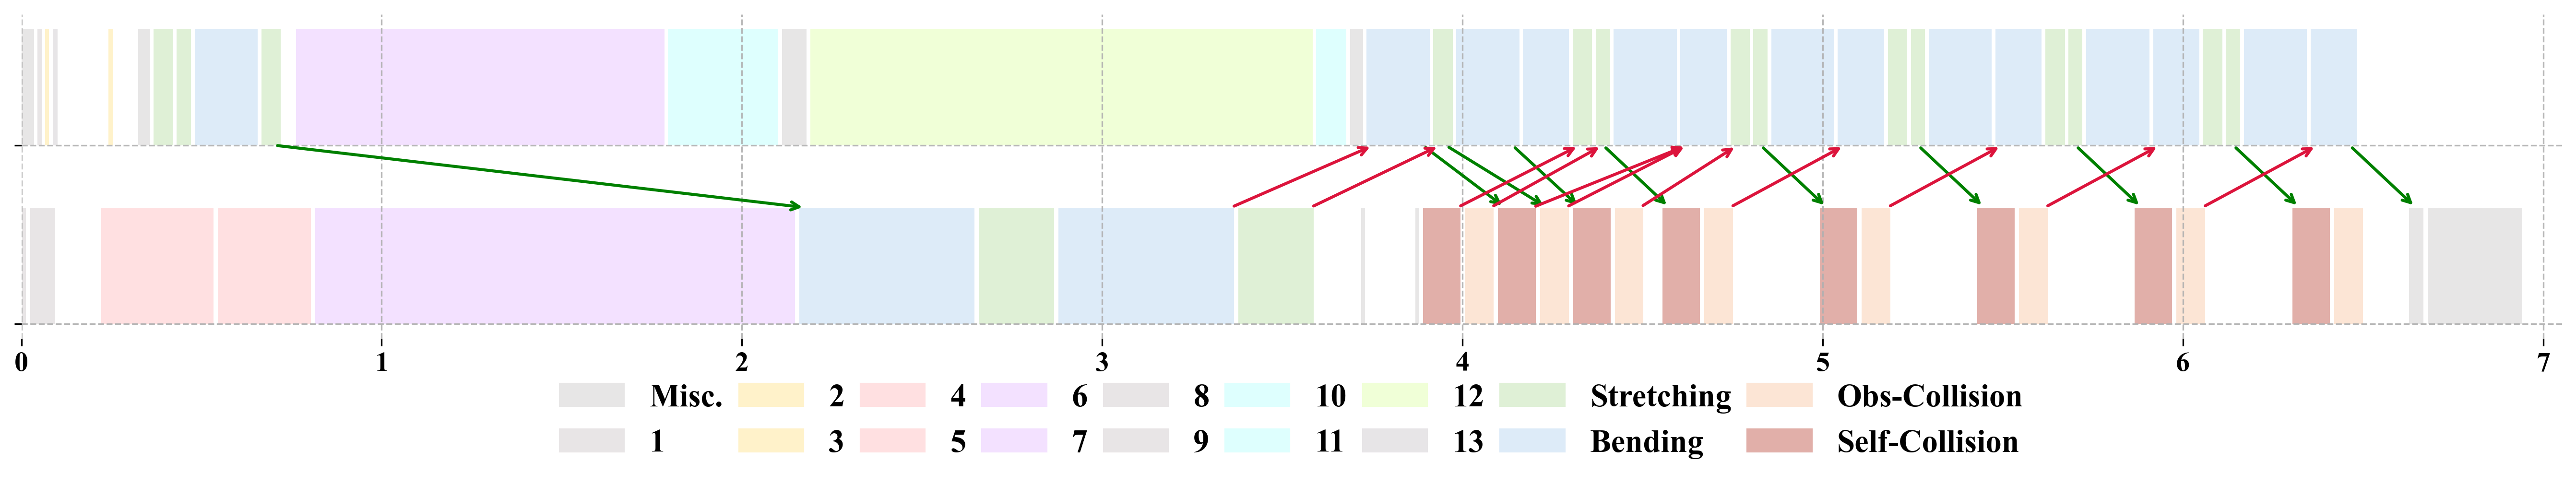 0 1 2 3 4 5 6 7
Misc. 2 4 6 8 10 12 Stretching Obs-Collision
1 3 5 7 9 11 13 Bending Self-Collision